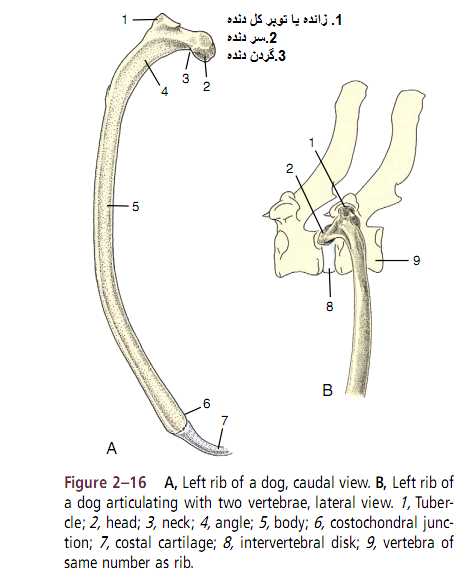 1
1. زانده یا توبر کل دنده
2.سر دنده
3.گردن دنده
3
2
4
1
2
5
9
8
6
7
B
A
Figure 2–16 A, Left rib of a dog, caudal view. B, Left rib of
a dog articulating with two vertebrae, lateral view. 1, Tuber-
cle; 2, head; 3, neck; 4, angle; 5, body; 6, costochondral junc-
tion; 7, costal cartilage; 8, intervertebral disk; 9, vertebra of
same number as rib.